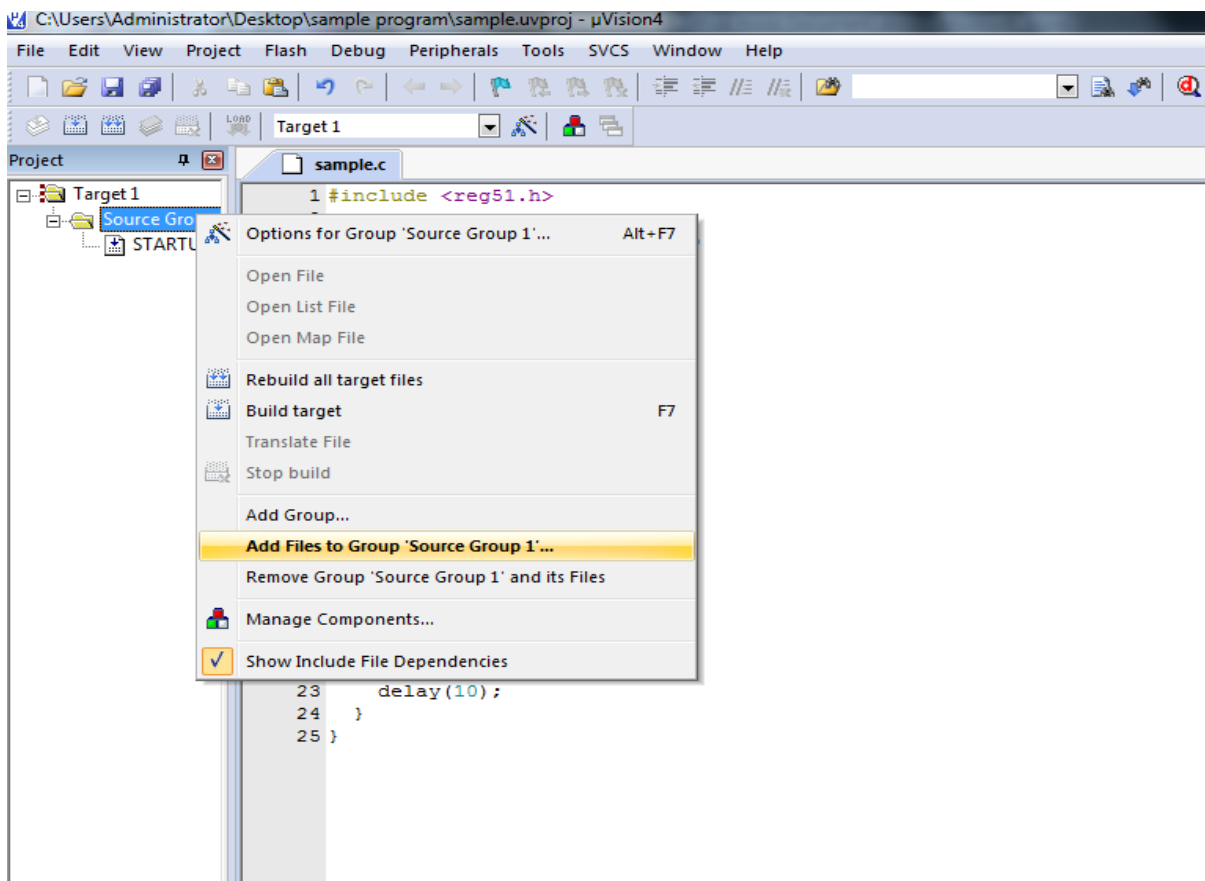 C:\Users\Administrator\Desktop\sample program\sample.uvproj - µVision4
File Edit View Project Flash Debug Peripherals Tools SVCS Window Help
LOAD Target 1
Project
sample.c
Target 1
1 #include <reg51.h>
Source Gro
STARTU
Options for Group 'Source Group 1'... Alt+F7
Open File
Open List File
Open Map File
Rebuild all target files
Build target F7
Translate File
Stop build
Add Group...
Add Files to Group 'Source Group 1'...
Remove Group 'Source Group 1' and its Files
Manage Components...
Show Include File Dependencies
23 delay(10);
24 }
25 }